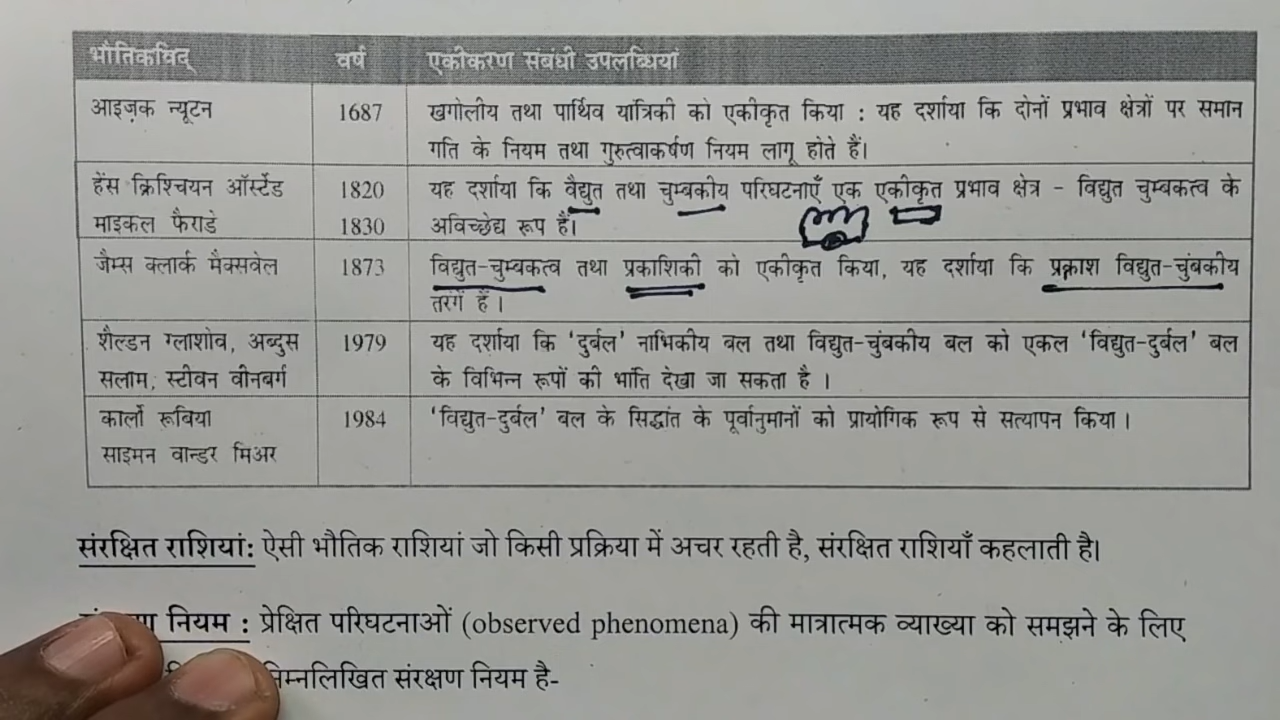 भौतिकविद् वर्ष एकीकरण संबंधी उपलब्धियां
आइज़क न्यूटन 1687 खगोलीय तथा पार्थिव यांत्रिकी को एकीकृत किया : यह दर्शाया कि दोनों प्रभाव क्षेत्रों पर समान
गति के नियम तथा गुरुत्वाकर्षण नियम लागू होते हैं।
हेंस क्रिश्चियन ऑर्स्टेड 1820 यह दर्शाया कि वैद्युत तथा चुम्बकीय परिघटनाएँ एक एकीकृत प्रभाव क्षेत्र - विद्युत चुम्बकत्व के
माइकल फैराडे 1830 अविच्छेद्य रूप हैं।
जैम्स क्लार्क मैक्सवेल 1873 विद्युत-चुम्बकत्व तथा प्रकाशिकी को एकीकृत किया, यह दर्शाया कि प्रकाश विद्युत-चुंबकीय
तरंगें हैं ।
शैल्डन ग्लाशोव, अब्दुस 1979 यह दर्शाया कि ‘दुर्बल’ नाभिकीय बल तथा विद्युत-चुंबकीय बल को एकल ‘विद्युत-दुर्बल’ बल
सलाम, स्टीवन वीनबर्ग के विभिन्न रूपों की भांति देखा जा सकता है ।
कार्लो रूबिया 1984 ‘विद्युत-दुर्बल’ बल के सिद्धांत के पूर्वानुमानों को प्रायोगिक रूप से सत्यापन किया ।
साइमन वान्डर मिअर
संरक्षित राशियां: ऐसी भौतिक राशियां जो किसी प्रक्रिया में अचर रहती है, संरक्षित राशियाँ कहलाती है।
नियम : प्रेक्षित परिघटनाओं (observed phenomena) की मात्रात्मक व्याख्या को समझने के लिए
संरक्षण नियम है-